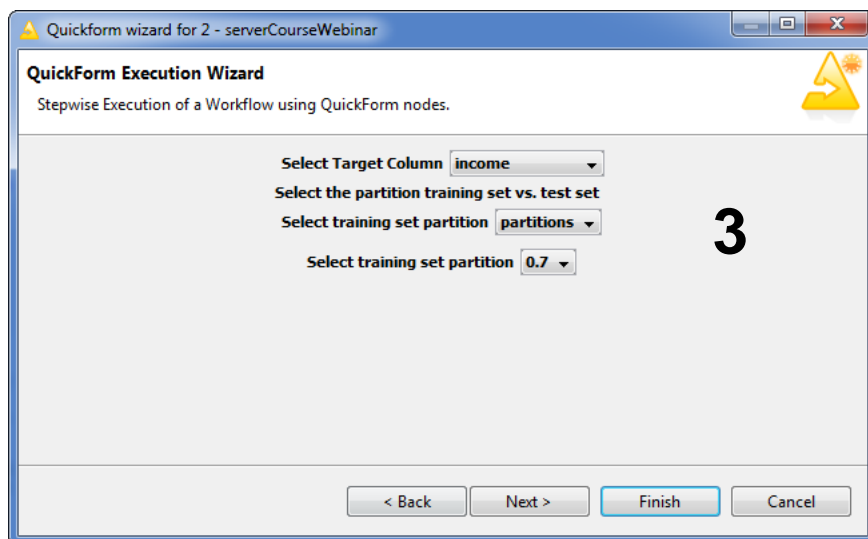 Quickform wizard for 2 - serverCourseWebinar
QuickForm Execution Wizard
Stepwise Execution of a Workflow using QuickForm nodes.
Select Target Column income
Select the partition training set vs. test set
Select training set partition partitions
3
Select training set partition 0.7
< Back Next > Finish Cancel